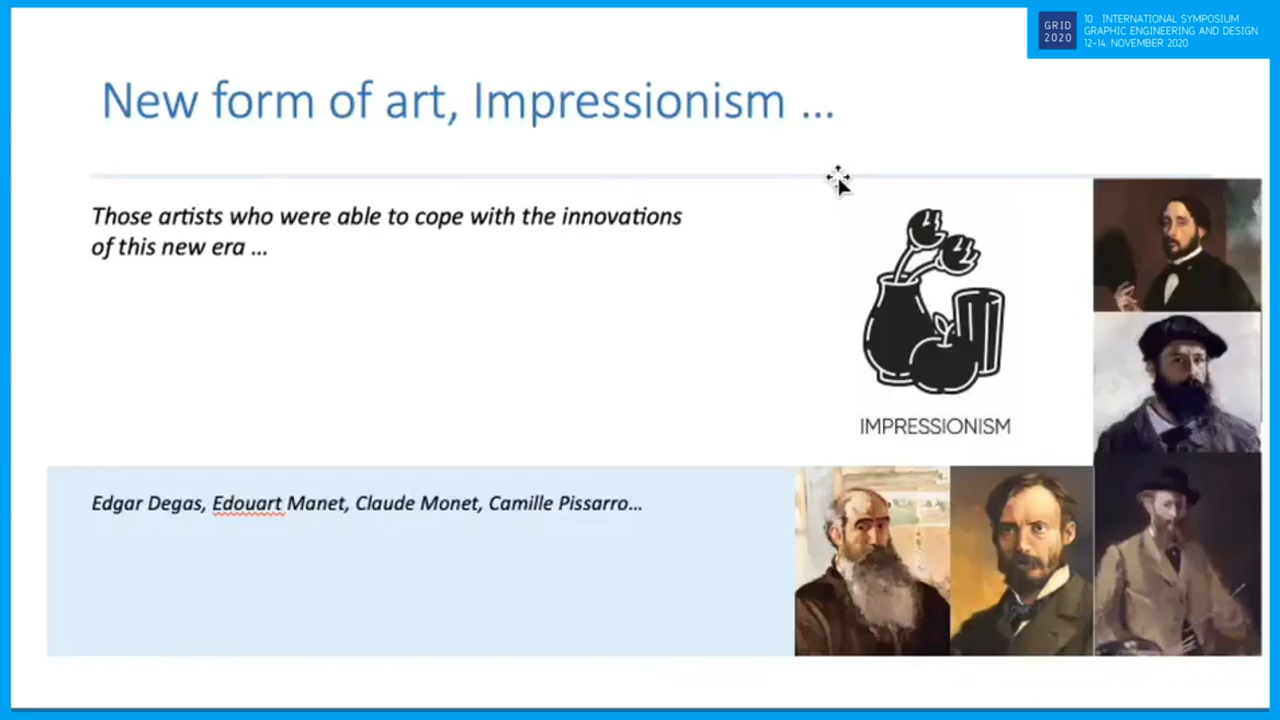 GRID
2020
10 . INTERNATIONAL SYMPOSIUM
GRAPHIC ENGINEERING AND DESIGN
12-14. NOVEMBER 2020
New form of art, Impressionism ...
Those artists who were able to cope with the innovations
of this new era ...
IMPRESSIONISM
Edgar Degas, Edouart Manet, Claude Monet, Camille Pissarro...